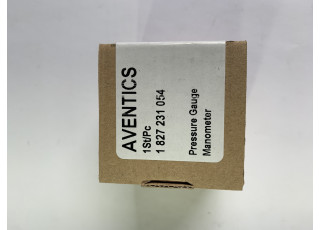 AVENTICS
1St/Pc
1 827 231 054
Pressure Gauge
Manometer